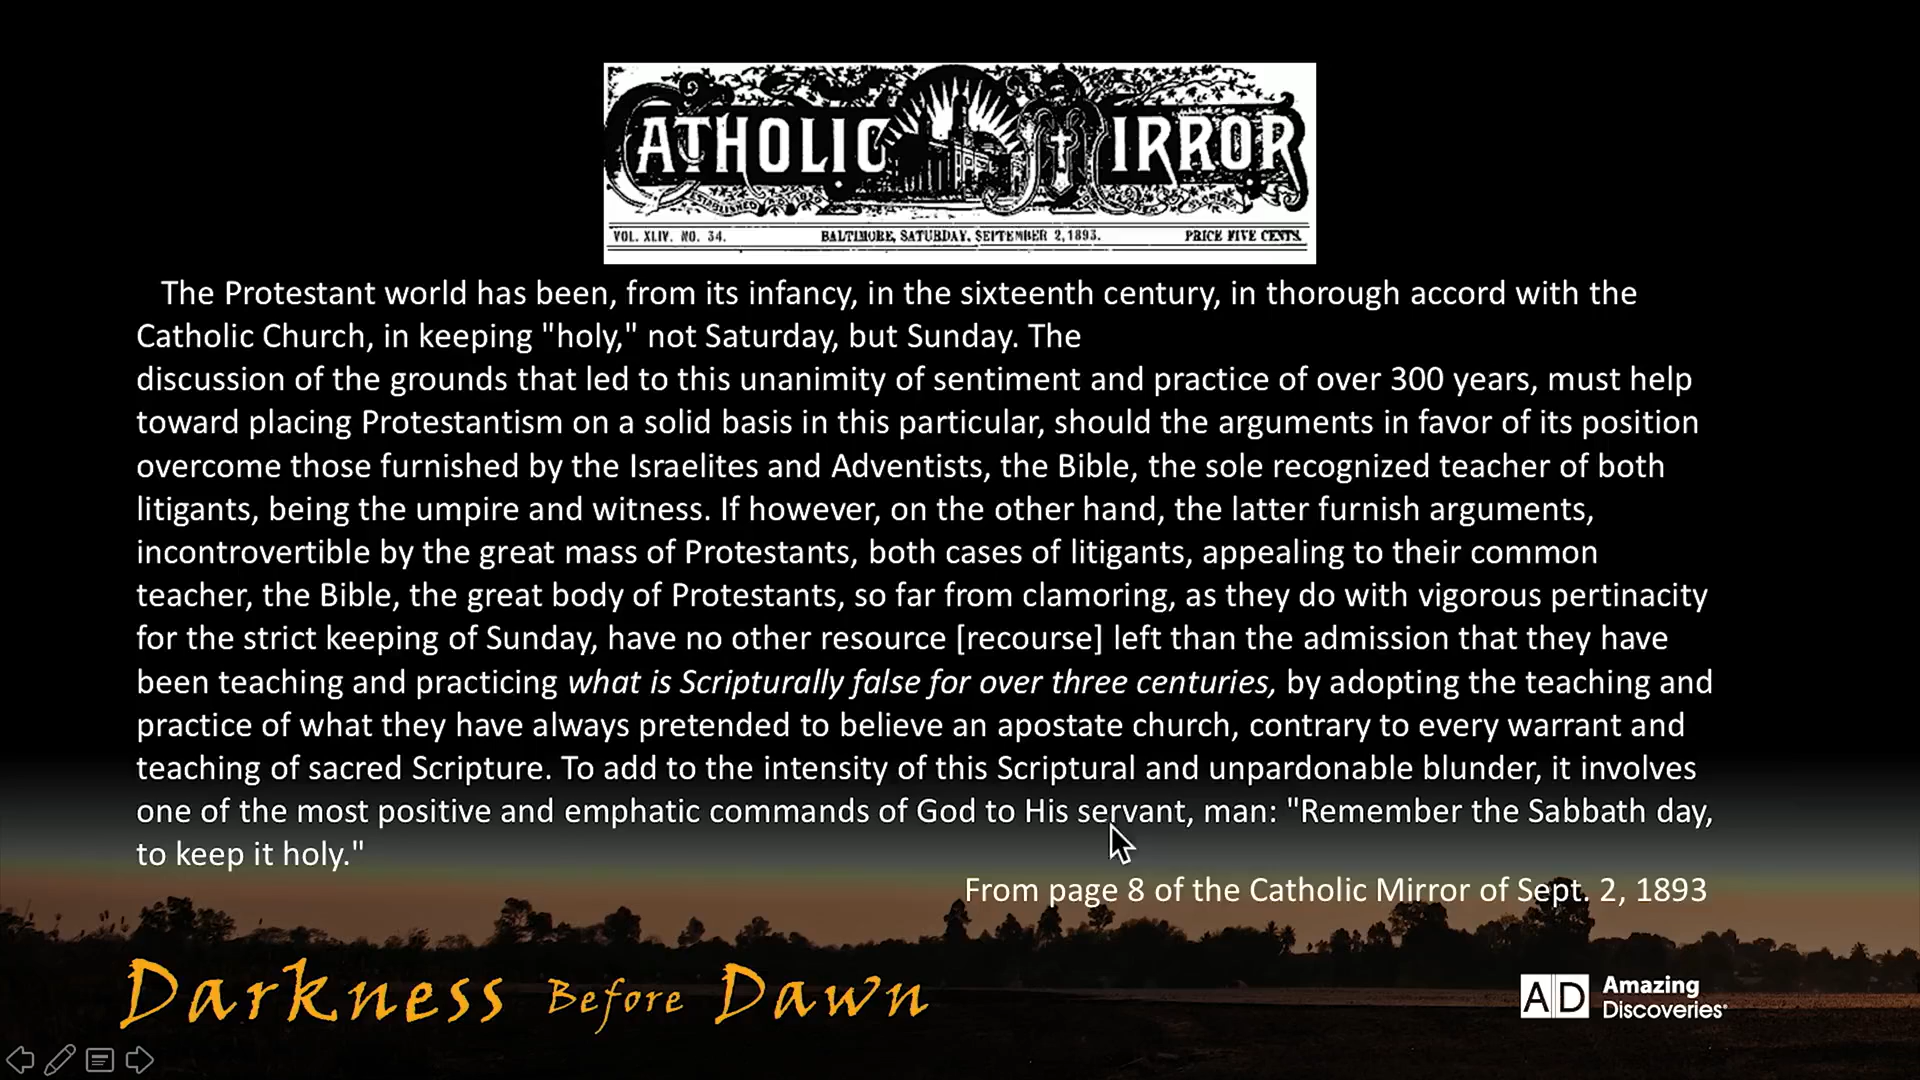 CATHOLIC MIRROR
VOL. XLIV. NO. 34. BALTIMORE, SATURDAY, SEPTEMBER 2, 1893. PRICE FIVE CENTS.
The Protestant world has been, from its infancy, in the sixteenth century, in thorough accord with the
Catholic Church, in keeping "holy," not Saturday, but Sunday. The
discussion of the grounds that led to this unanimity of sentiment and practice of over 300 years, must help
toward placing Protestantism on a solid basis in this particular, should the arguments in favor of its position
overcome those furnished by the Israelites and Adventists, the Bible, the sole recognized teacher of both
litigants, being the umpire and witness. If however, on the other hand, the latter furnish arguments,
incontrovertible by the great mass of Protestants, both cases of litigants, appealing to their common
teacher, the Bible, the great body of Protestants, so far from clamoring, as they do with vigorous pertinacity
for the strict keeping of Sunday, have no other resource [recourse] left than the admission that they have
been teaching and practicing what is Scripturally false for over three centuries, by adopting the teaching and
practice of what they have always pretended to believe an apostate church, contrary to every warrant and
teaching of sacred Scripture. To add to the intensity of this Scriptural and unpardonable blunder, it involves
one of the most positive and emphatic commands of God to His servant, man: "Remember the Sabbath day,
to keep it holy."
From page 8 of the Catholic Mirror of Sept. 2, 1893
Darkness Before Dawn
AD Amazing
Discoveries